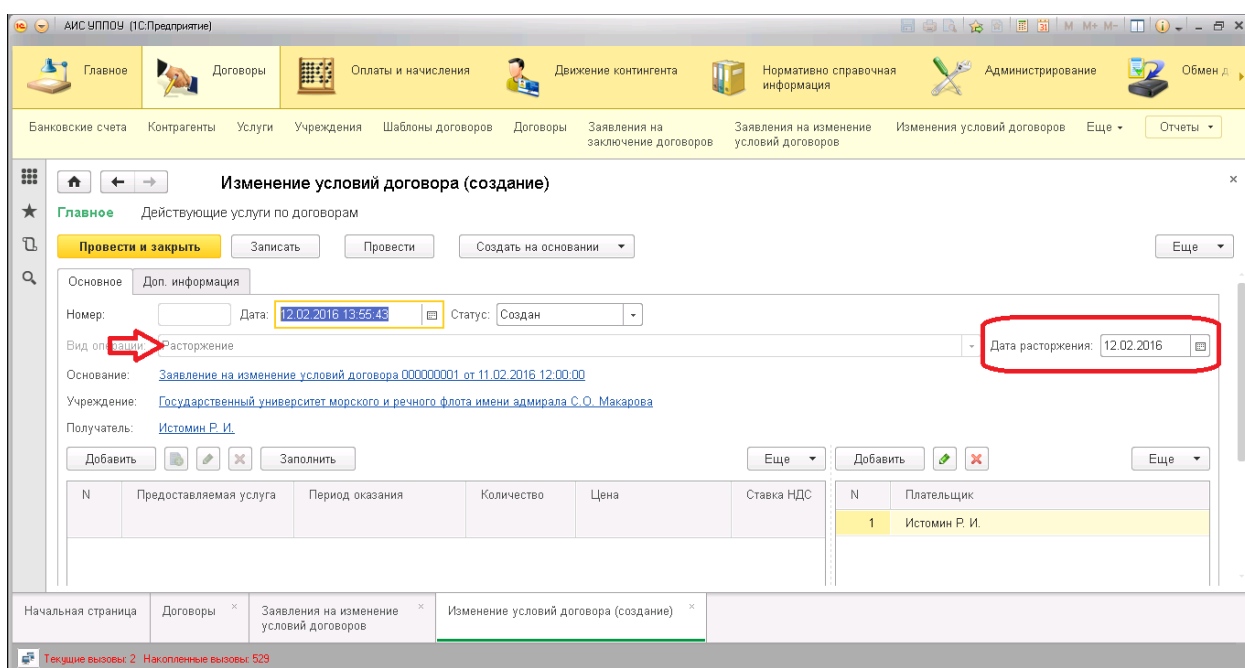 АИС УППОУ (1С:Предприятие)
M M+ M-
Главное Договоры Оплаты и начисления Движение контингента Нормативно справочная информация Администрирование Обмен д
Банковские счета Контрагенты Услуги Учреждения Шаблоны договоров Договоры Заявления на заключение договоров Заявления на изменение условий договоров Изменения условий договоров Еще Отчеты
Изменение условий договора (создание)
Главное Действующие услуги по договорам
Провести и закрыть Записать Провести Создать на основании Еще
Основное Доп. информация
Номер: Дата: 12.02.2016 13:55:43 Статус: Создан
Вид операции: Расторжение Дата расторжения: 12.02.2016
Основание: Заявление на изменение условий договора 000000001 от 11.02.2016 12:00:00
Учреждение: Государственный университет морского и речного флота имени адмирала С.О. Макарова
Получатель: Истомин Р. И.
Добавить Заполнить Еще Добавить Еще
N Предоставляемая услуга Период оказания Количество Цена Ставка НДС N Плательщик
1 Истомин Р. И.
Начальная страница Договоры Заявления на изменение условий договоров Изменение условий договора (создание)
Текущие вызовы: 2 Накопленные вызовы: 529